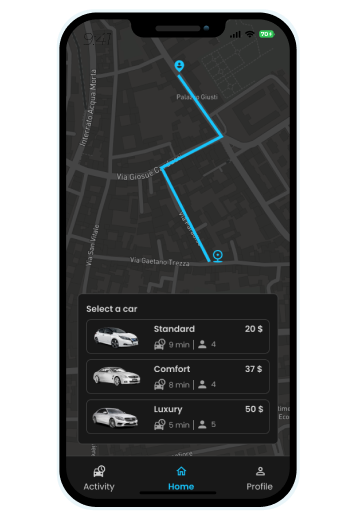 9:41
70
Palazzo Giusti
Interrato Acqua Morta
Via Giosuè Carducci
Via San Vitale
Via Gaetano Trezza
Select a car
Standard 20 $
9 min | 4
Comfort 37 $
8 min | 4
Luxury 50 $
5 min | 5
Activity
Home
Profile